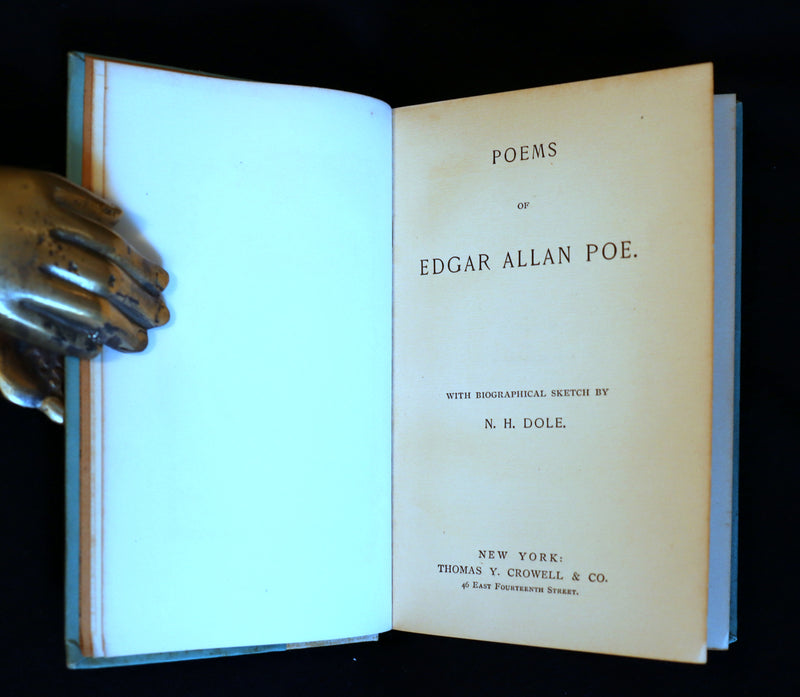 POEMS
OF
EDGAR ALLAN POE.
WITH BIOGRAPHICAL SKETCH BY
N. H. DOLE.
NEW YORK:
THOMAS Y. CROWELL & CO.
46 East Fourteenth Street.